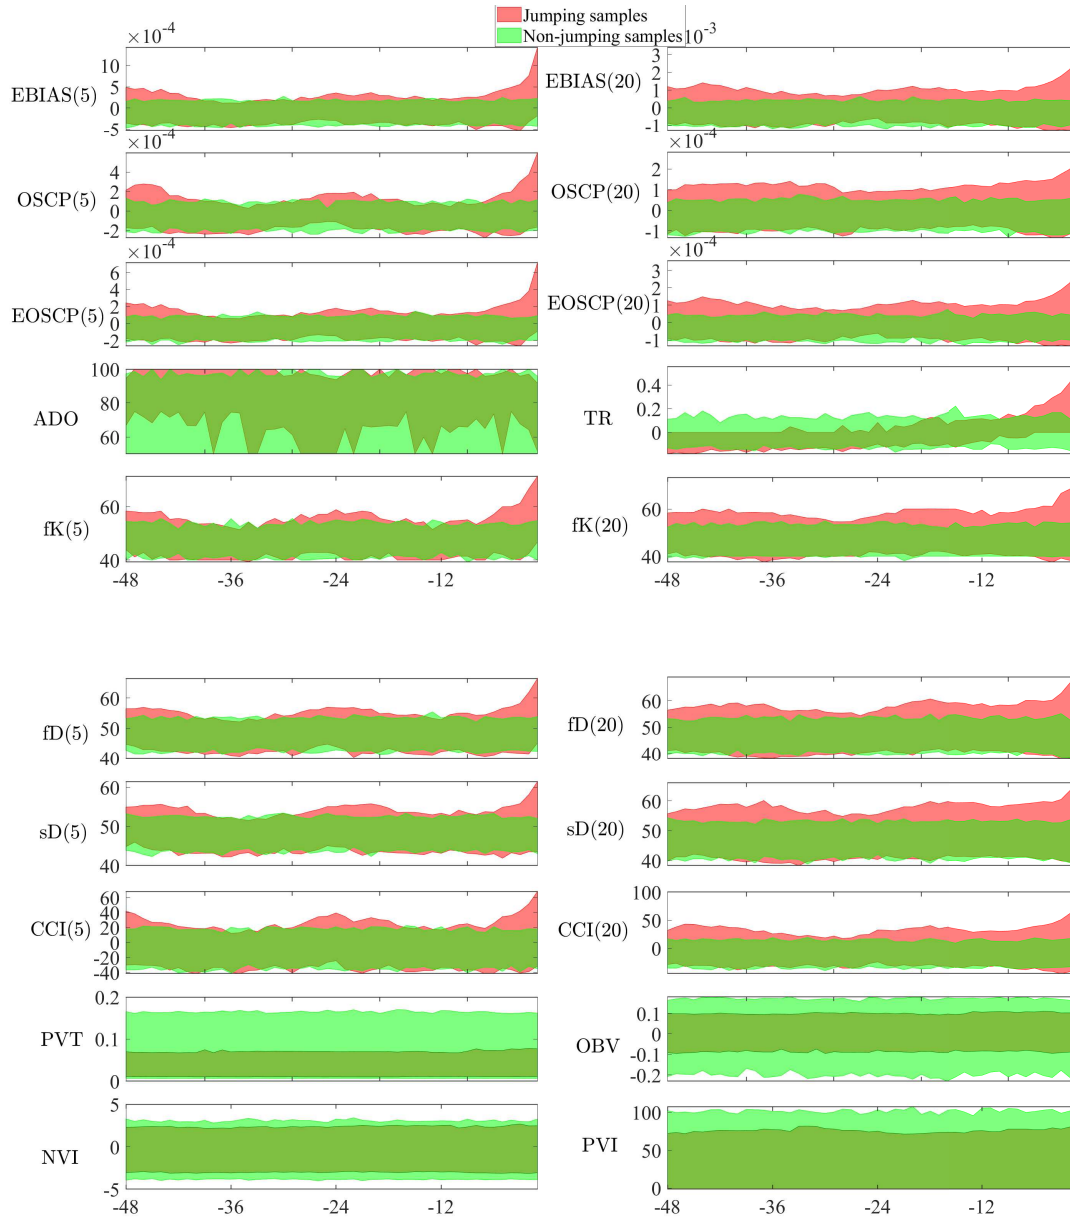 Jumping samples
Non-jumping samples
×10^-4
10
5
0
-5
EBIAS(5)
×10^-3
3
2
1
0
-1
EBIAS(20)
×10^-4
4
2
0
-2
OSCP(5)
×10^-4
2
1
0
-1
OSCP(20)
×10^-4
6
4
2
0
-2
EOSCP(5)
×10^-4
3
2
1
0
-1
EOSCP(20)
100
80
60
ADO
0.4
0.2
0
TR
60
40
fK(5)
60
40
fK(20)
-48 -36 -24 -12
-48 -36 -24 -12
60
50
40
fD(5)
60
50
40
fD(20)
60
50
40
sD(5)
60
50
40
sD(20)
60
40
20
0
-20
-40
CCI(5)
100
50
0
CCI(20)
0.2
0.1
0
PVT
0.1
0
-0.1
-0.2
OBV
5
0
-5
NVI
100
50
0
PVI
-48 -36 -24 -12
-48 -36 -24 -12